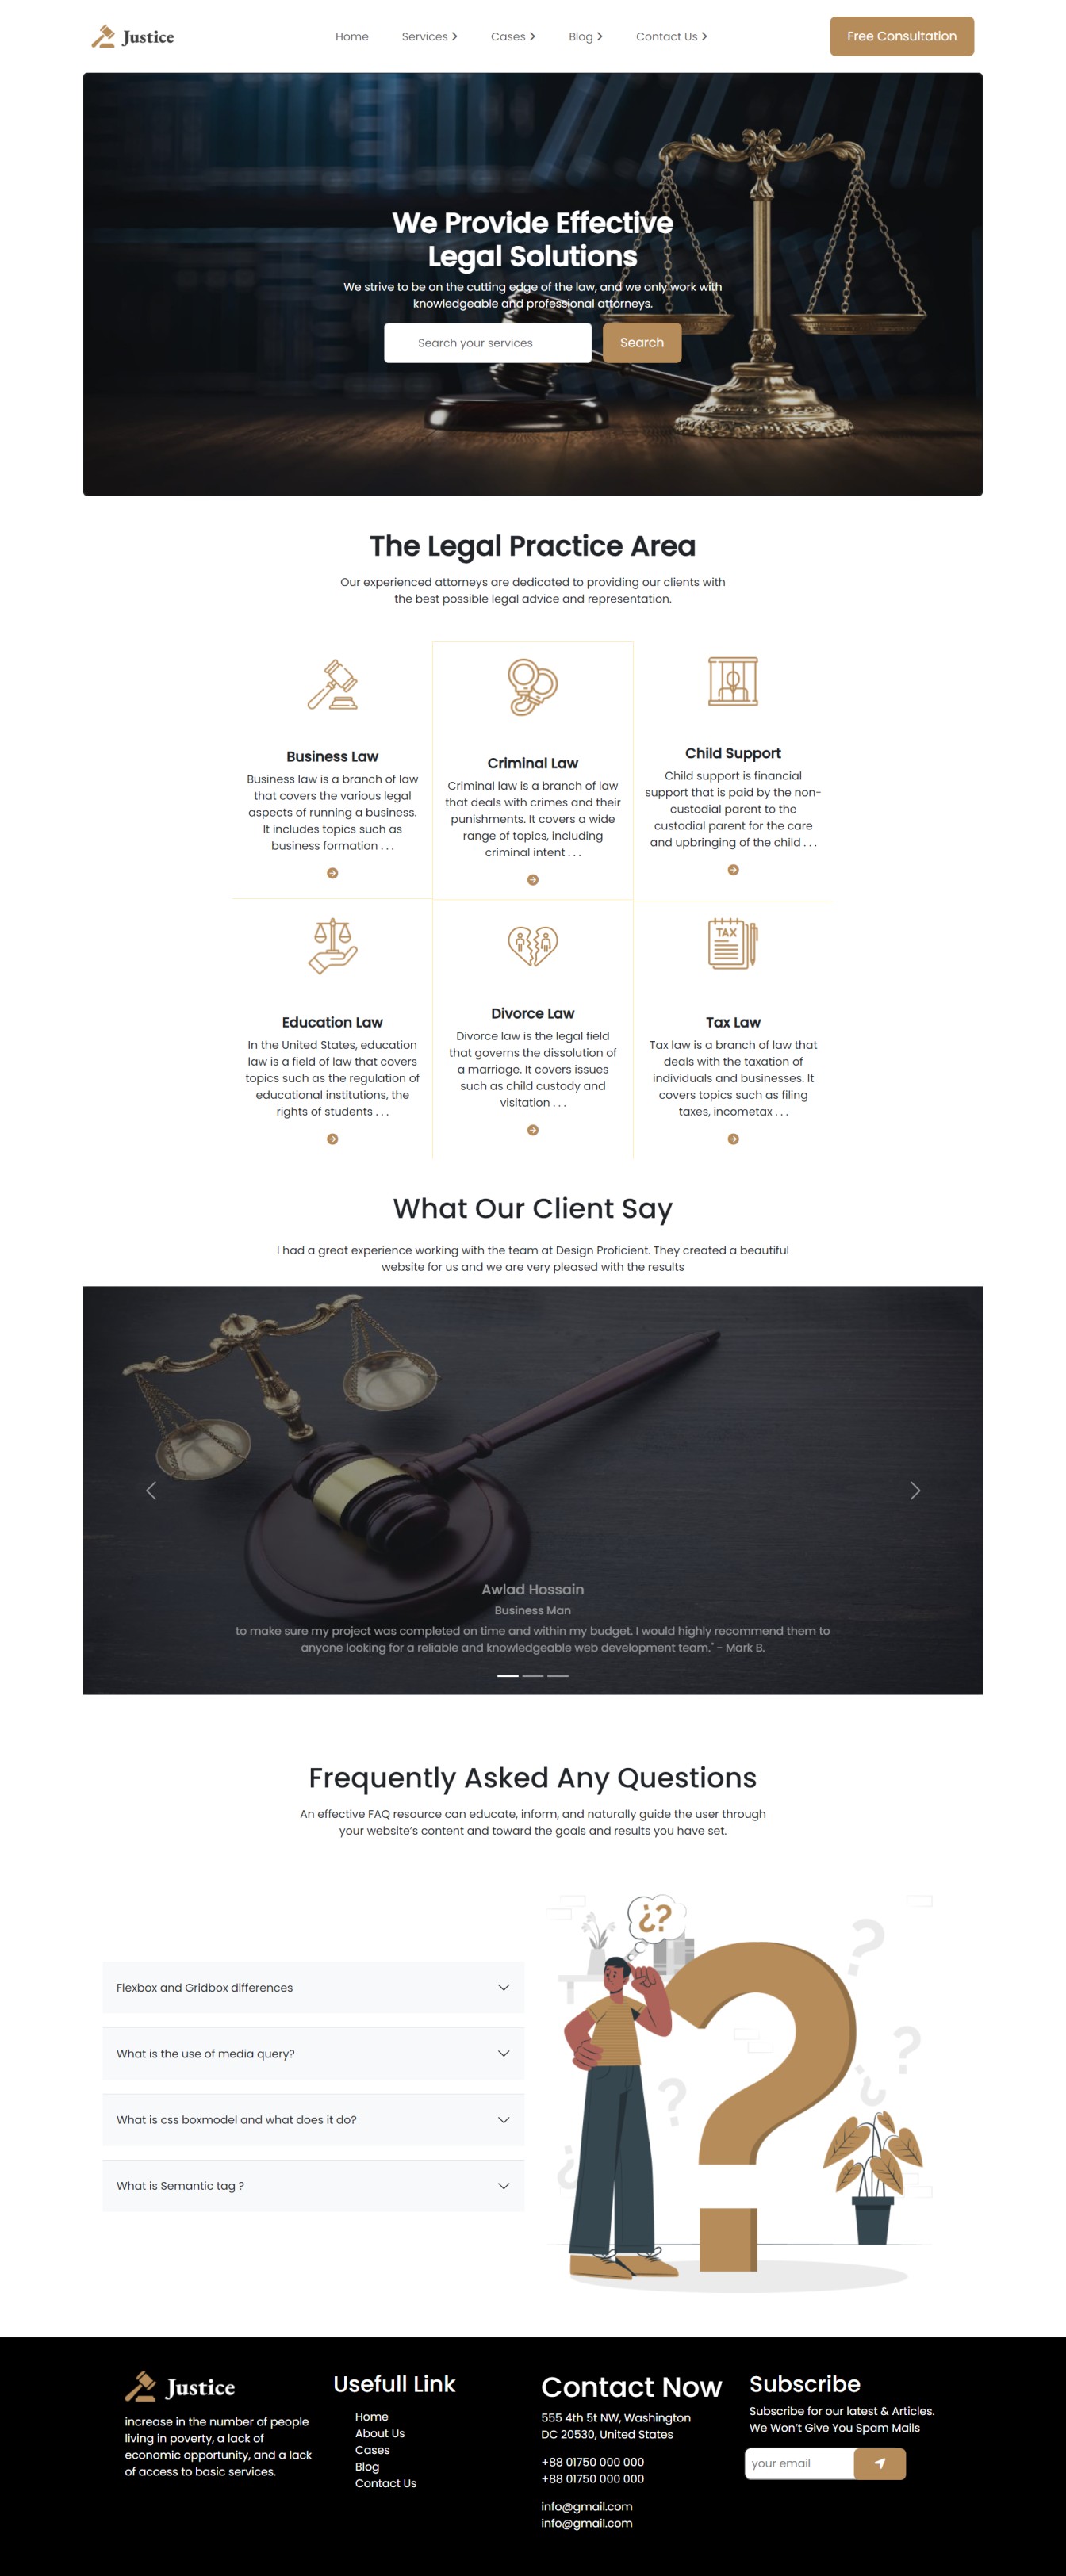 Justice
Home
Services
Cases
Blog
Contact Us
Free Consultation
We Provide Effective
Legal Solutions
We strive to be on the cutting edge of the law, and we only work with
knowledgeable and professional attorneys.
Search your services
Search
The Legal Practice Area
Our experienced attorneys are dedicated to providing our clients with
the best possible legal advice and representation.
Business Law
Business law is a branch of law
that covers the various legal
aspects of running a business.
It includes topics such as
business formation . . .
Criminal Law
Criminal law is a branch of law
that deals with crimes and their
punishments. It covers a wide
range of topics, including
criminal intent . . .
Child Support
Child support is financial
support that is paid by the non-
custodial parent to the
custodial parent for the care
and upbringing of the child . . .
Education Law
In the United States, education
law is a field of law that covers
topics such as the regulation of
educational institutions, the
rights of students . . .
Divorce Law
Divorce law is the legal field
that governs the dissolution of
a marriage. It covers issues
such as child custody and
visitation . . .
TAX
Tax Law
Tax law is a branch of law that
deals with the taxation of
individuals and businesses. It
covers topics such as filing
taxes, incometax . . .
What Our Client Say
I had a great experience working with the team at Design Proficient. They created a beautiful
website for us and we are very pleased with the results
Awlad Hossain
Business Man
to make sure my project was completed on time and within my budget. I would highly recommend them to
anyone looking for a reliable and knowledgeable web development team." - Mark B.
Frequently Asked Any Questions
An effective FAQ resource can educate, inform, and naturally guide the user through
your website's content and toward the goals and results you have set.
¿?
Flexbox and Gridbox differences
What is the use of media query?
What is css boxmodel and what does it do?
What is Semantic tag ?
Justice
increase in the number of people
living in poverty, a lack of
economic opportunity, and a lack
of access to basic services.
Usefull Link
Home
About Us
Cases
Blog
Contact Us
Contact Now
555 4th 5t NW, Washington
DC 20530, United States
+88 01750 000 000
+88 01750 000 000
info@gmail.com
info@gmail.com
Subscribe
Subscribe for our latest & Articles.
We Won't Give You Spam Mails
your email